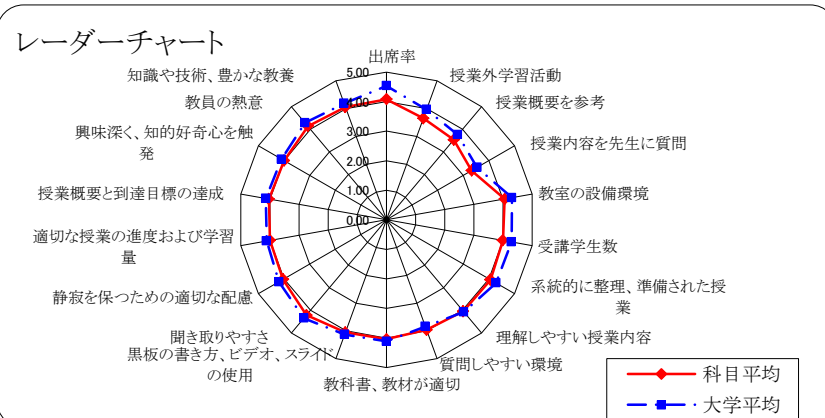 レーダーチャート
出席率
授業外学習活動
授業概要を参考
授業内容を先生に質問
教室の設備環境
受講学生数
系統的に整理、準備された授
業
理解しやすい授業内容
質問しやすい環境
教科書、教材が適切
黒板の書き方、ビデオ、スライド
の使用
聞き取りやすさ
静寂を保つための適切な配慮
適切な授業の進度および学習
量
授業概要と到達目標の達成
興味深く、知的好奇心を触
発
教員の熱意
知識や技術、豊かな教養
5.00
4.00
3.00
2.00
1.00
0.00
科目平均
大学平均